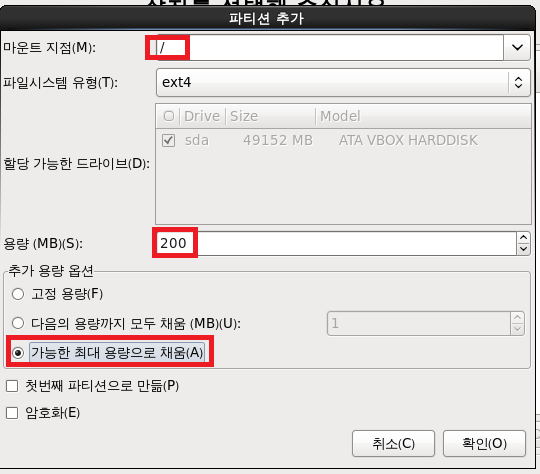 파티션 추가
마운트 지점(M): /
파일시스템 유형(T): ext4
Drive Size Model
sda 49152 MB ATA VBOX HARDDISK
할당 가능한 드라이브(D):
용량 (MB)(S): 200
추가 용량 옵션
고정 용량(F)
다음의 용량까지 모두 채움 (MB)(U): 1
가능한 최대 용량으로 채움(A)
첫번째 파티션으로 만듦(P)
암호화(E)
취소(C) 확인(O)